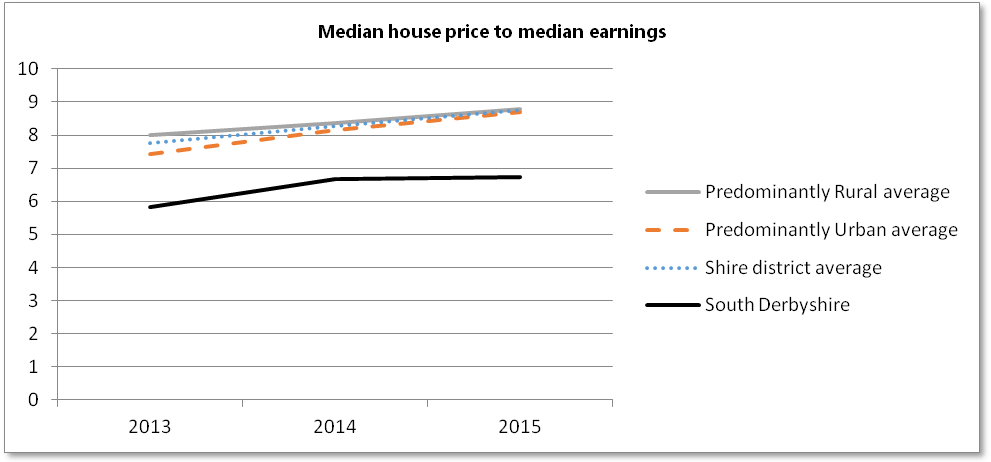 Median house price to median earnings
10
9
8
7
6
5
4
3
2
1
0
2013 2014 2015
Predominantly Rural average
Predominantly Urban average
Shire district average
South Derbyshire